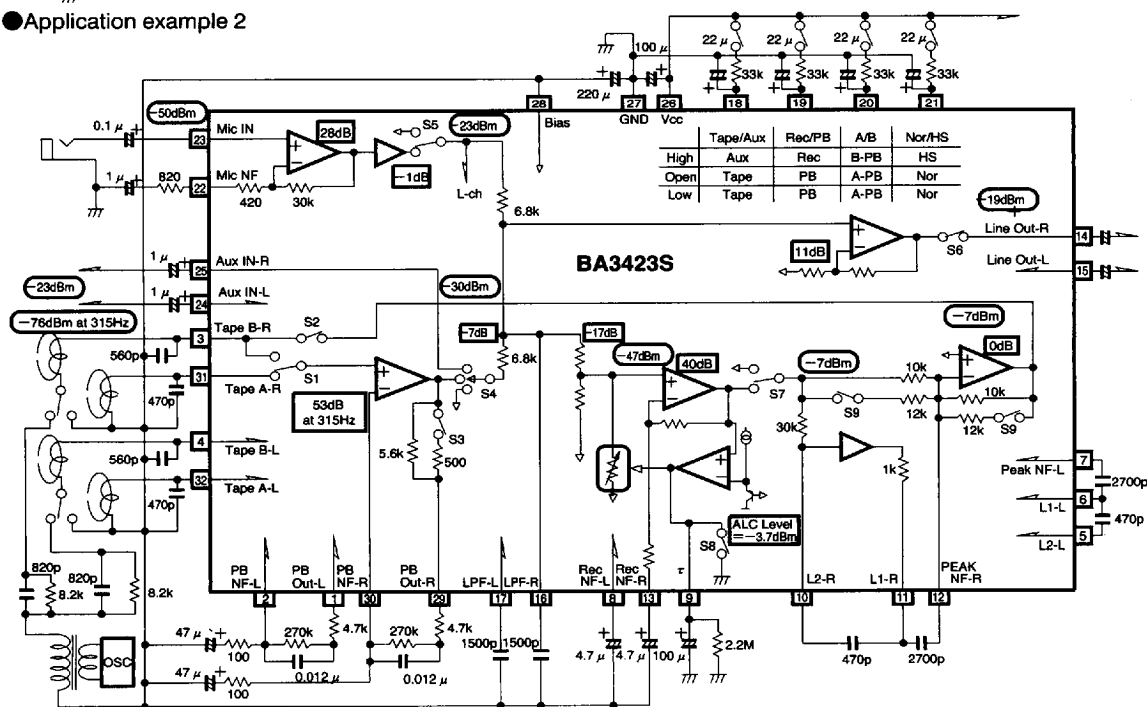 ●Application example 2
22 μ 22 μ 22 μ 22 μ
100 μ
33k 33k 33k 33k
220 μ
28 27 26 18 19 20 21
Bias GND Vcc
-50dBm
0.1 μ
23 Mic IN
28dB
S5
-23dBm
-1dB
L-ch
1 μ 820
22 Mic NF
420 30k
6.8k
Tape/Aux Rec/PB A/B Nor/HS
High Aux Rec B-PB HS
Open Tape PB A-PB Nor
Low Tape PB A-PB Nor
-19dBm
Line Out-R 14
11dB
S6
Line Out-L 15
BA3423S
1 μ
25 Aux IN-R
-23dBm
1 μ
24 Aux IN-L
-30dBm
-76dBm at 315Hz
3 Tape B-R
S2
560p
31 Tape A-R
S1
470p
53dB
at 315Hz
S4
S3
5.6k
500
-7dB
6.8k
-17dB
-47dBm
40dB
S7
-7dBm
-7dBm
0dB
10k
10k
S9
12k
12k
S9
30k
1k
4 Tape B-L
560p
32 Tape A-L
470p
ALC Level
=-3.7dBm
S8
τ
7
Peak NF-L
2700p
6
L1-L
470p
5
L2-L
820p
8.2k
820p
8.2k
PB
NF-L
PB
Out-L
PB
NF-R
PB
Out-R
LPF-L LPF-R
Rec
NF-L
Rec
NF-R
L2-R L1-R
PEAK
NF-R
2 1 30 29 17 16 8 13 9 10 11 12
OSC
47 μ
100
270k
4.7k
0.012 μ
47 μ
100
270k
4.7k
0.012 μ
1500p 1500p
4.7 μ 4.7 μ 100 μ
2.2M
470p 2700p